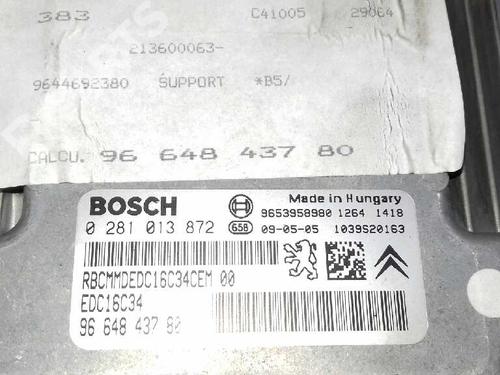 383 C41005 29064
213600063-
9644692380 SUPPORT *B5/
CALCU. 96 648 437 80
BOSCH
Made in Hungary
9653958980 1264 1418
0 281 013 872
658 09-05-05 1039S20163
RBCMMDEDC16C34CEM 00
EDC16C34
96 648 437 80